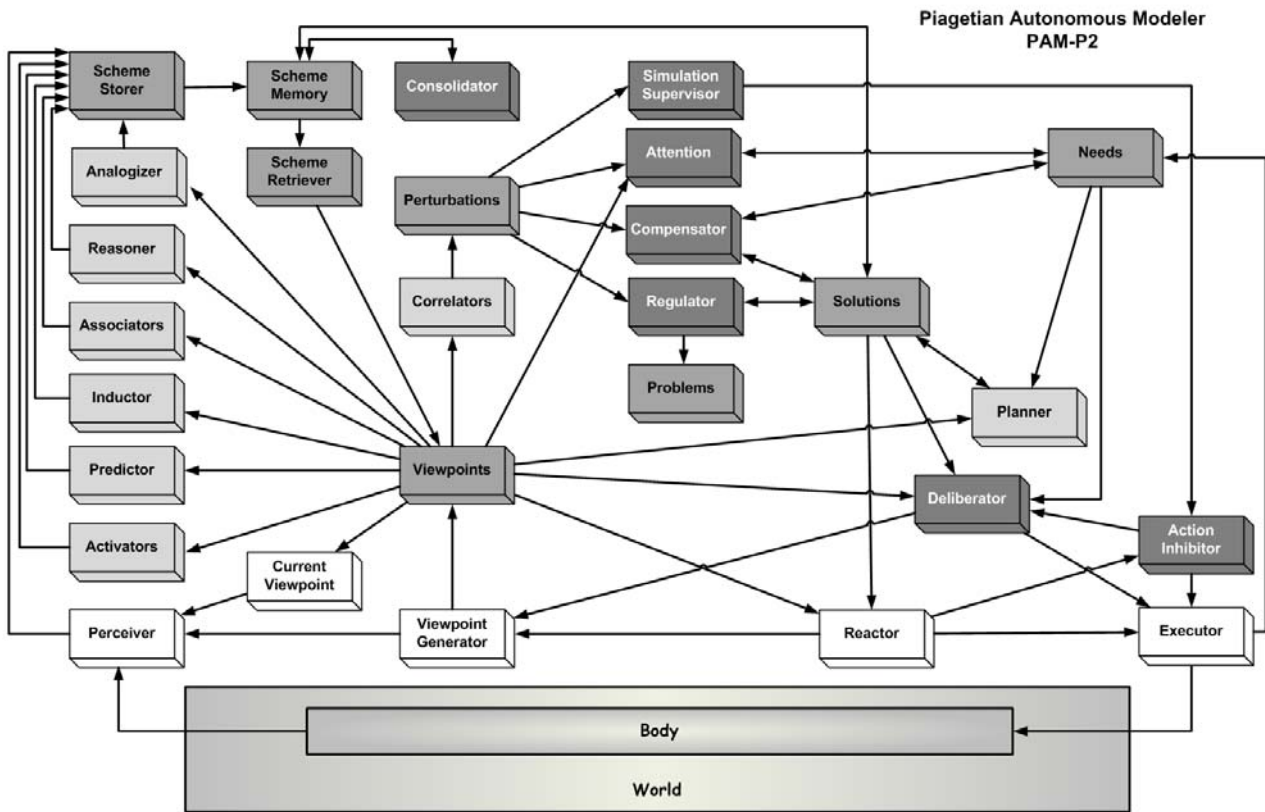 Piagetian Autonomous Modeler
PAM-P2
Scheme
Storer
Scheme
Memory
Consolidator
Simulation
Supervisor
Analogizer
Scheme
Retriever
Attention
Needs
Perturbations
Reasoner
Compensator
Associators
Correlators
Regulator
Solutions
Inductor
Problems
Planner
Predictor
Viewpoints
Deliberator
Activators
Current
Viewpoint
Action
Inhibitor
Perceiver
Viewpoint
Generator
Reactor
Executor
Body
World